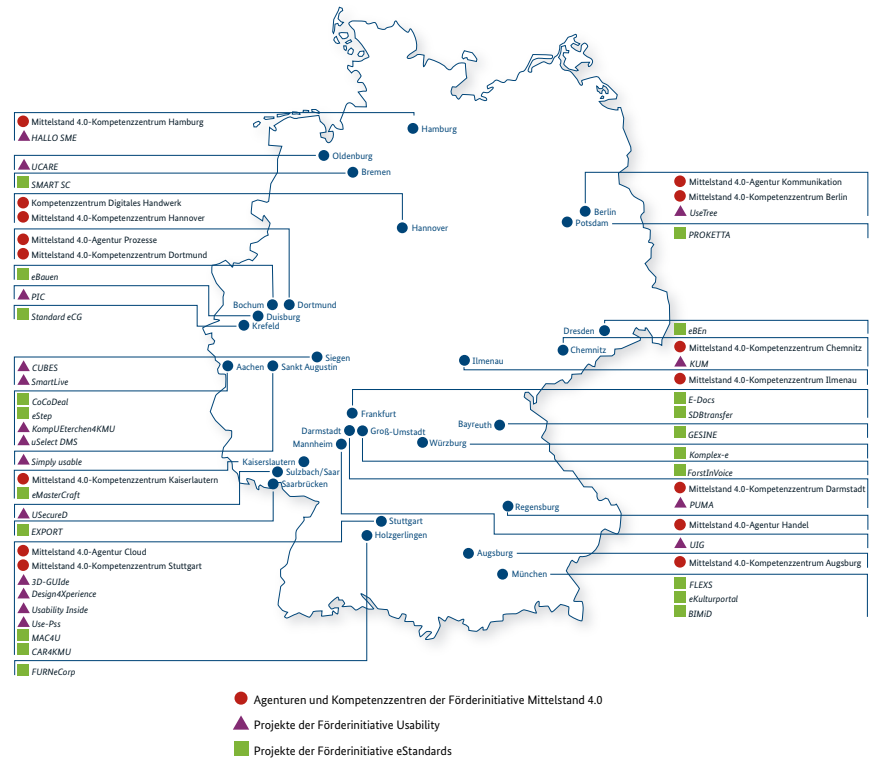 Mittelstand 4.0-Kompetenzzentrum Hamburg
HALLO SME
UCARE
SMART SC
Kompetenzzentrum Digitales Handwerk
Mittelstand 4.0-Kompetenzzentrum Hannover
Mittelstand 4.0-Agentur Prozesse
Mittelstand 4.0-Kompetenzzentrum Dortmund
eBauen
PIC
Standard eCG
CUBES
SmartLive
CoCoDeal
eStep
KompUEterchen4KMU
uSelect DMS
Simply usable
Mittelstand 4.0-Kompetenzzentrum Kaiserlautern
eMasterCraft
USecureD
EXPORT
Mittelstand 4.0-Agentur Cloud
Mittelstand 4.0-Kompetenzzentrum Stuttgart
3D-GUIde
Design4Xperience
Usability Inside
Use-Pss
MAC4U
CAR4KMU
FURNeCorp
Hamburg
Oldenburg
Bremen
Hannover
Berlin
Potsdam
Bochum
Dortmund
Duisburg
Krefeld
Dresden
Chemnitz
Siegen
Aachen
Sankt Augustin
Ilmenau
Frankfurt
Bayreuth
Darmstadt
Groß-Umstadt
Mannheim
Würzburg
Kaiserslautern
Sulzbach/Saar
Saarbrücken
Regensburg
Stuttgart
Holzgerlingen
Augsburg
München
Mittelstand 4.0-Agentur Kommunikation
Mittelstand 4.0-Kompetenzzentrum Berlin
UseTree
PROKETTA
eBEn
Mittelstand 4.0-Kompetenzzentrum Chemnitz
KUM
Mittelstand 4.0-Kompetenzzentrum Ilmenau
E-Docs
SDBtransfer
GESINE
Komplex-e
ForstInVoice
Mittelstand 4.0-Kompetenzzentrum Darmstadt
PUMA
Mittelstand 4.0-Agentur Handel
UIG
Mittelstand 4.0-Kompetenzzentrum Augsburg
FLEXS
eKulturportal
BIMiD
Agenturen und Kompetenzzentren der Förderinitiative Mittelstand 4.0
Projekte der Förderinitiative Usability
Projekte der Förderinitiative eStandards